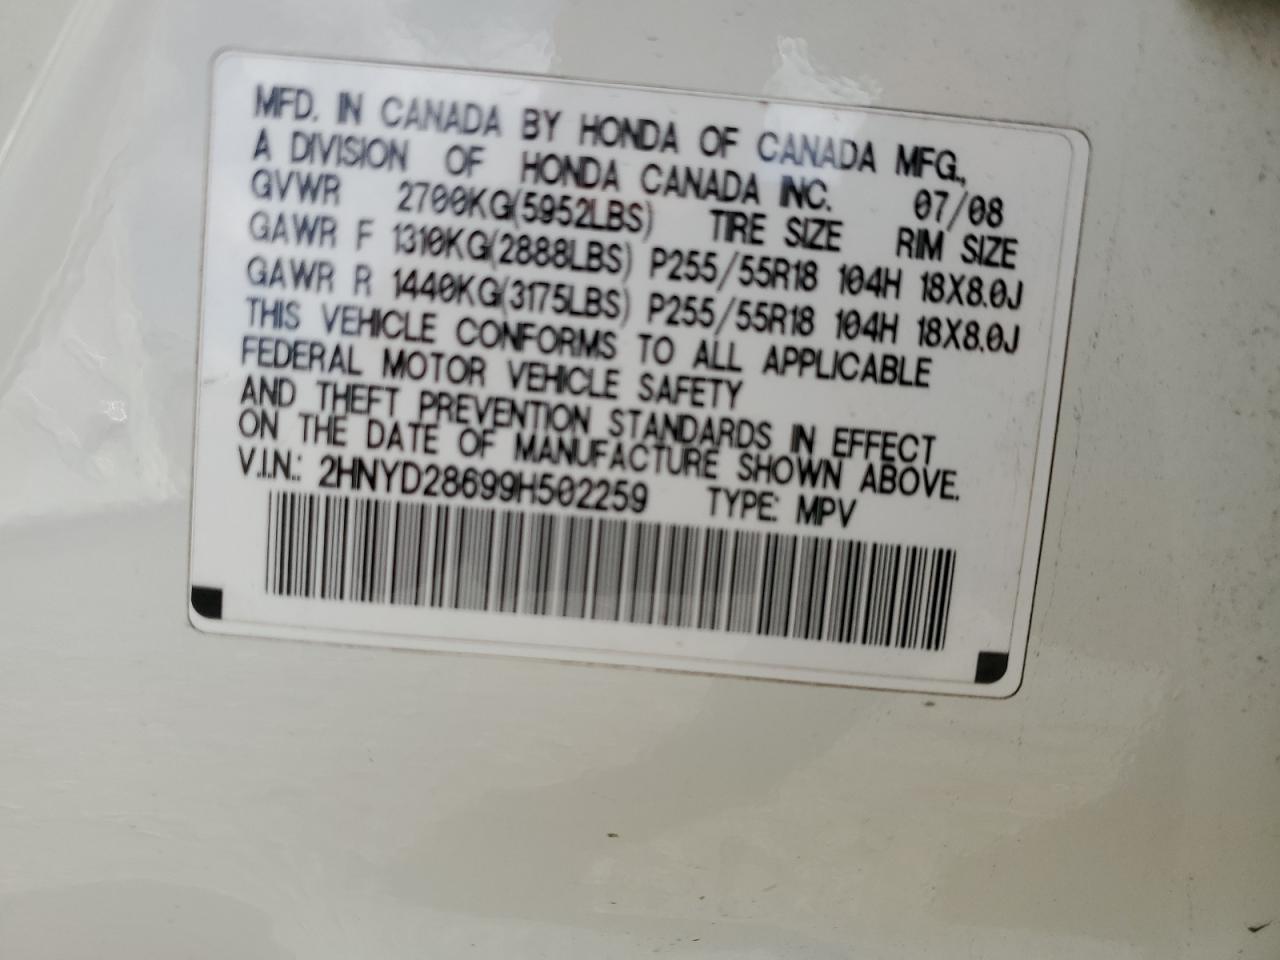 MFD. IN CANADA BY HONDA OF CANADA MFG.,
A DIVISION OF HONDA CANADA INC. 07/08
GVWR 2700KG(5952LBS) TIRE SIZE RIM SIZE
GAWR F 1310KG(2888LBS) P255/55R18 104H 18X8.0J
GAWR R 1440KG(3175LBS) P255/55R18 104H 18X8.0J
THIS VEHICLE CONFORMS TO ALL APPLICABLE
FEDERAL MOTOR VEHICLE SAFETY
AND THEFT PREVENTION STANDARDS IN EFFECT
ON THE DATE OF MANUFACTURE SHOWN ABOVE.
V.I.N.: 2HNYD28699H502259 TYPE: MPV